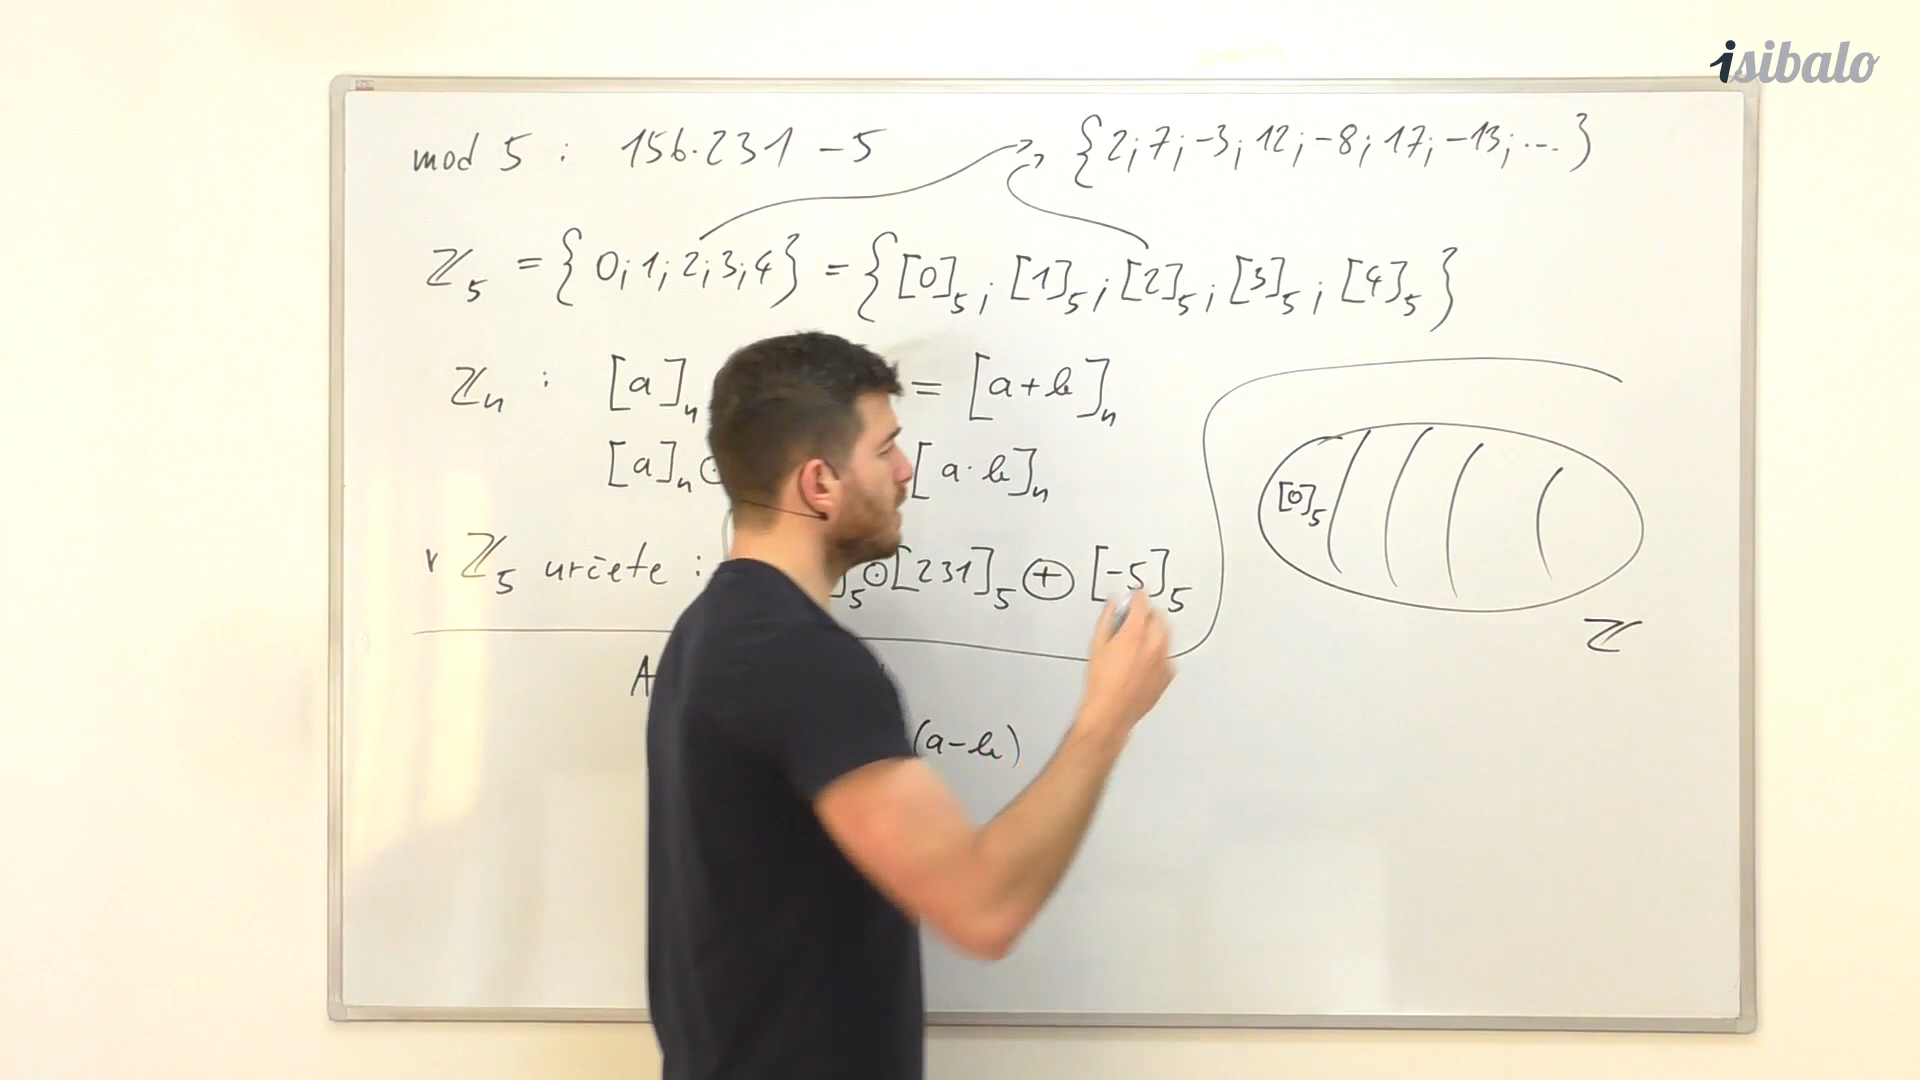 isibalo
mod 5 : 156·231 -5
{2; 7; -3; 12; -8; 17; -13; ...}
ℤ₅ = {0; 1; 2; 3; 4} = {[0]₅; [1]₅; [2]₅; [3]₅; [4]₅}
ℤₙ : [a]ₙ = [a+b]ₙ
[a]ₙ ⊙ [a·b]ₙ
v ℤ₅ určete : ]₅ ⊙ [231]₅ ⊕ [-5]₅
[0]₅
ℤ
A
(a-b)